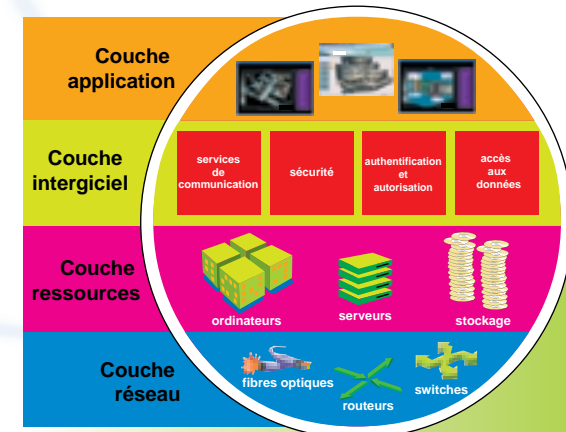 Couche
application
Couche
intergiciel
services
de
communication
sécurité
authentification
et
autorisation
accès
aux
données
Couche
ressources
ordinateurs
serveurs
stockage
Couche
réseau
fibres optiques
routeurs
switches